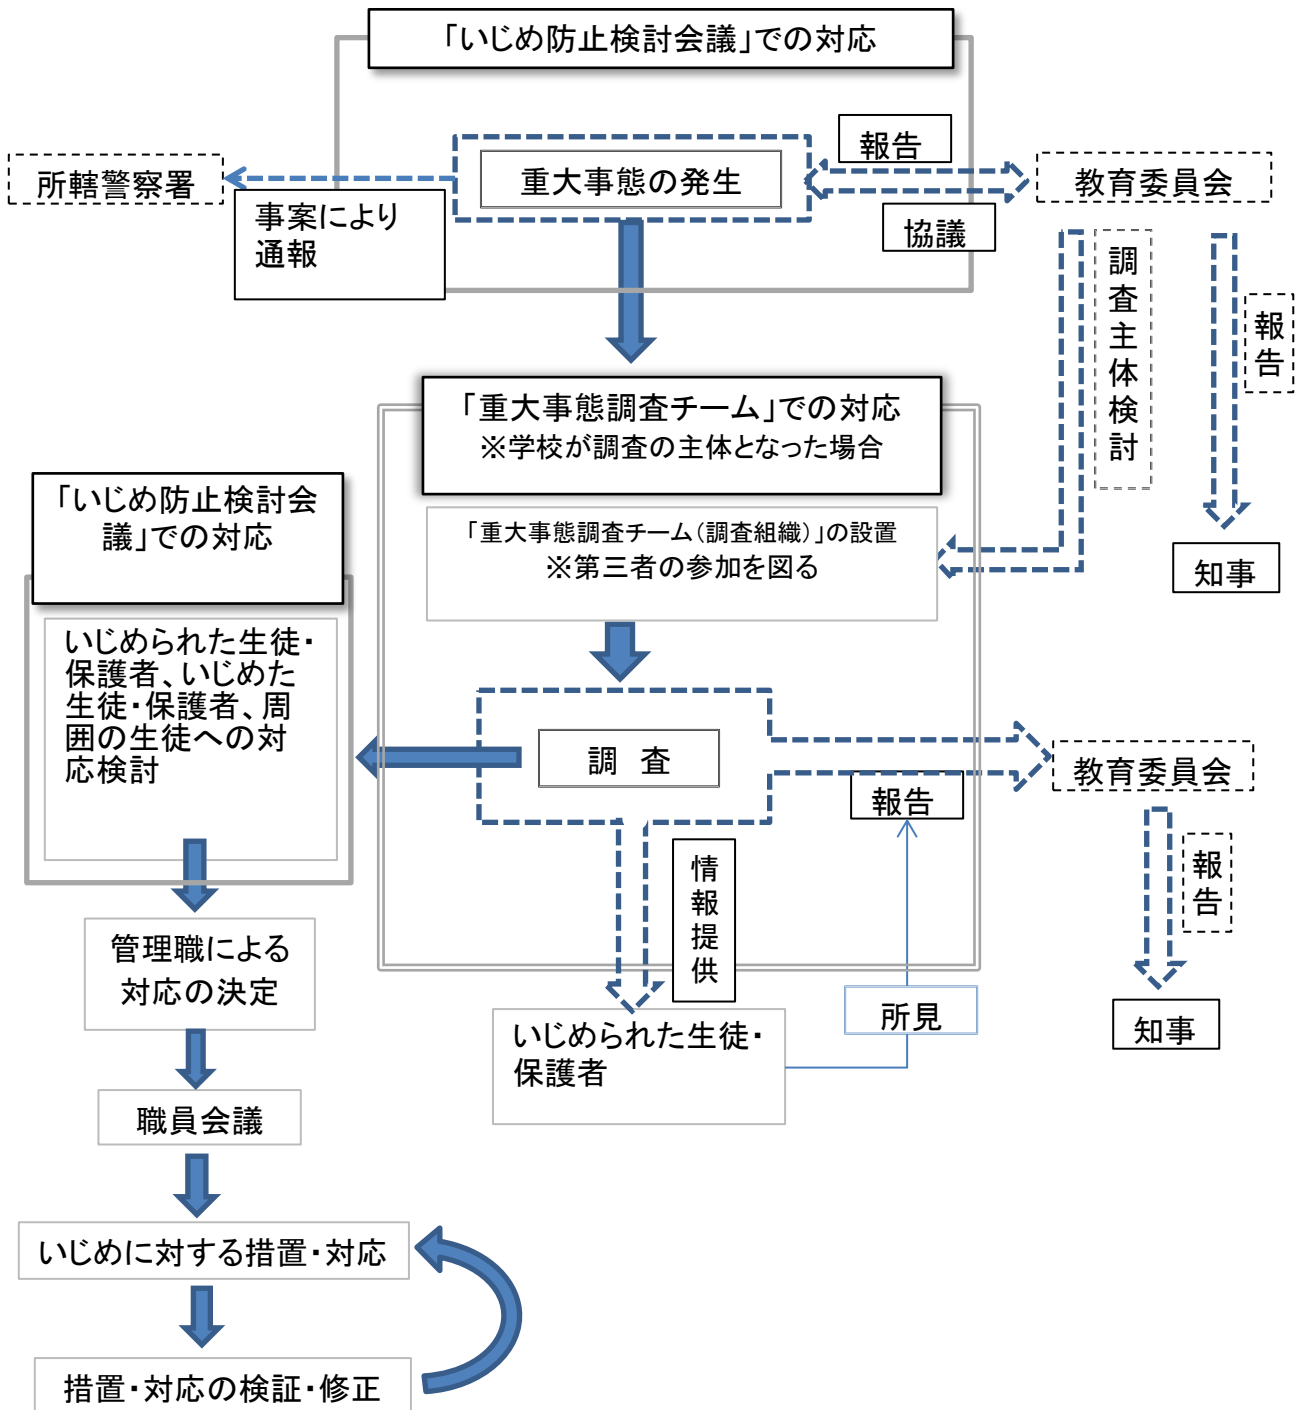 「いじめ防止検討会議」での対応
報告
所轄警察署
重大事態の発生
教育委員会
事案により
通報
協議
調査主体検討
報告
「重大事態調査チーム」での対応
※学校が調査の主体となった場合
「いじめ防止検討会
議」での対応
「重大事態調査チーム(調査組織)」の設置
※第三者の参加を図る
知事
いじめられた生徒・
保護者、いじめた
生徒・保護者、周
囲の生徒への対
応検討
調　査
教育委員会
報告
情報提供
報告
管理職による
対応の決定
所見
いじめられた生徒・
保護者
知事
職員会議
いじめに対する措置・対応
措置・対応の検証・修正